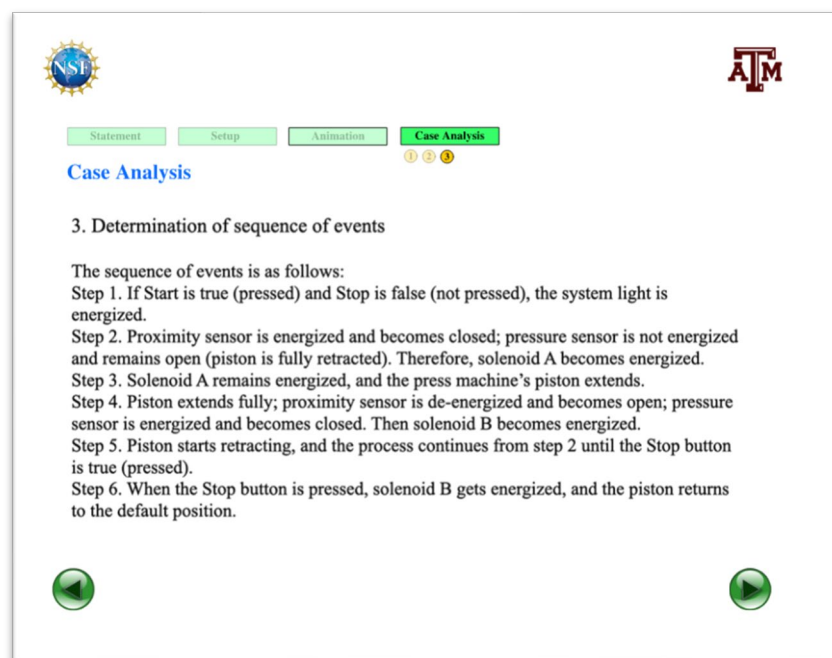 NSF
ATM
Statement
Setup
Animation
Case Analysis
1 2 3
Case Analysis
3. Determination of sequence of events
The sequence of events is as follows:
Step 1. If Start is true (pressed) and Stop is false (not pressed), the system light is
energized.
Step 2. Proximity sensor is energized and becomes closed; pressure sensor is not energized
and remains open (piston is fully retracted). Therefore, solenoid A becomes energized.
Step 3. Solenoid A remains energized, and the press machine’s piston extends.
Step 4. Piston extends fully; proximity sensor is de-energized and becomes open; pressure
sensor is energized and becomes closed. Then solenoid B becomes energized.
Step 5. Piston starts retracting, and the process continues from step 2 until the Stop button
is true (pressed).
Step 6. When the Stop button is pressed, solenoid B gets energized, and the piston returns
to the default position.